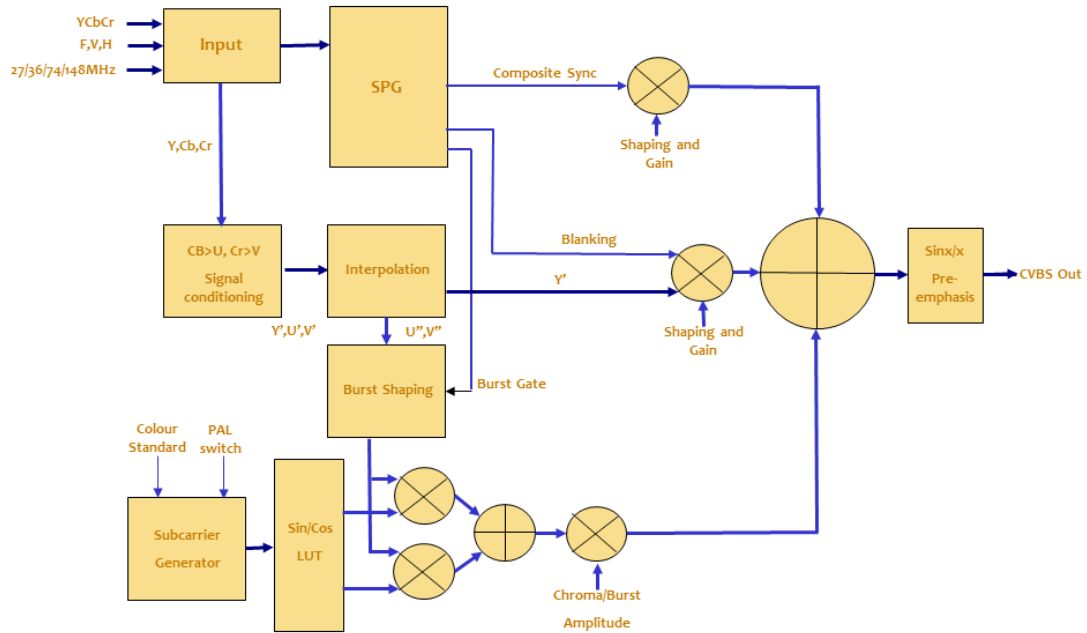 YCbCr
F,V,H
27/36/74/148MHz
Input
SPG
Composite Sync
Shaping and
Gain
Y,Cb,Cr
CB>U, Cr>V
Signal
conditioning
Interpolation
Blanking
Y'
Shaping and
Gain
Sinx/x
Pre-
emphasis
CVBS Out
Y',U',V'
U",V"
Burst Shaping
Burst Gate
Colour
Standard
PAL
switch
Subcarrier
Generator
Sin/Cos
LUT
Chroma/Burst
Amplitude